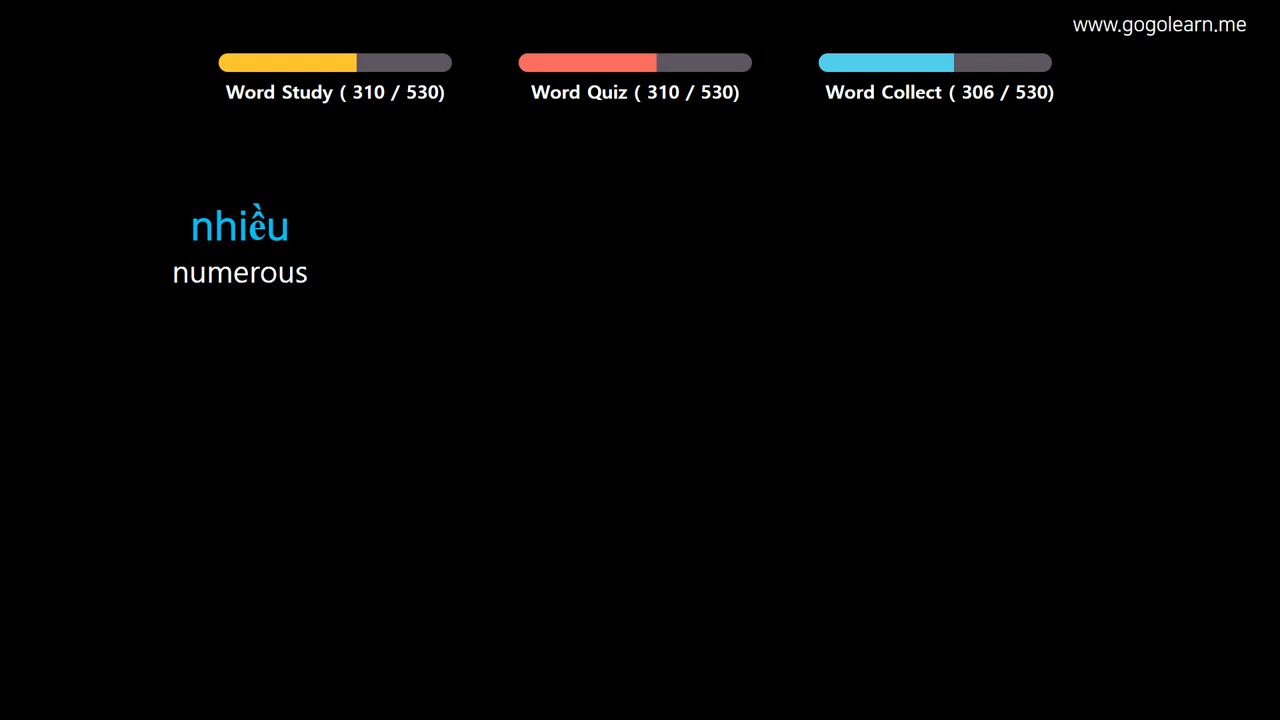 www.gogolearn.me
Word Study ( 310 / 530)
Word Quiz ( 310 / 530)
Word Collect ( 306 / 530)
nhiều
numerous